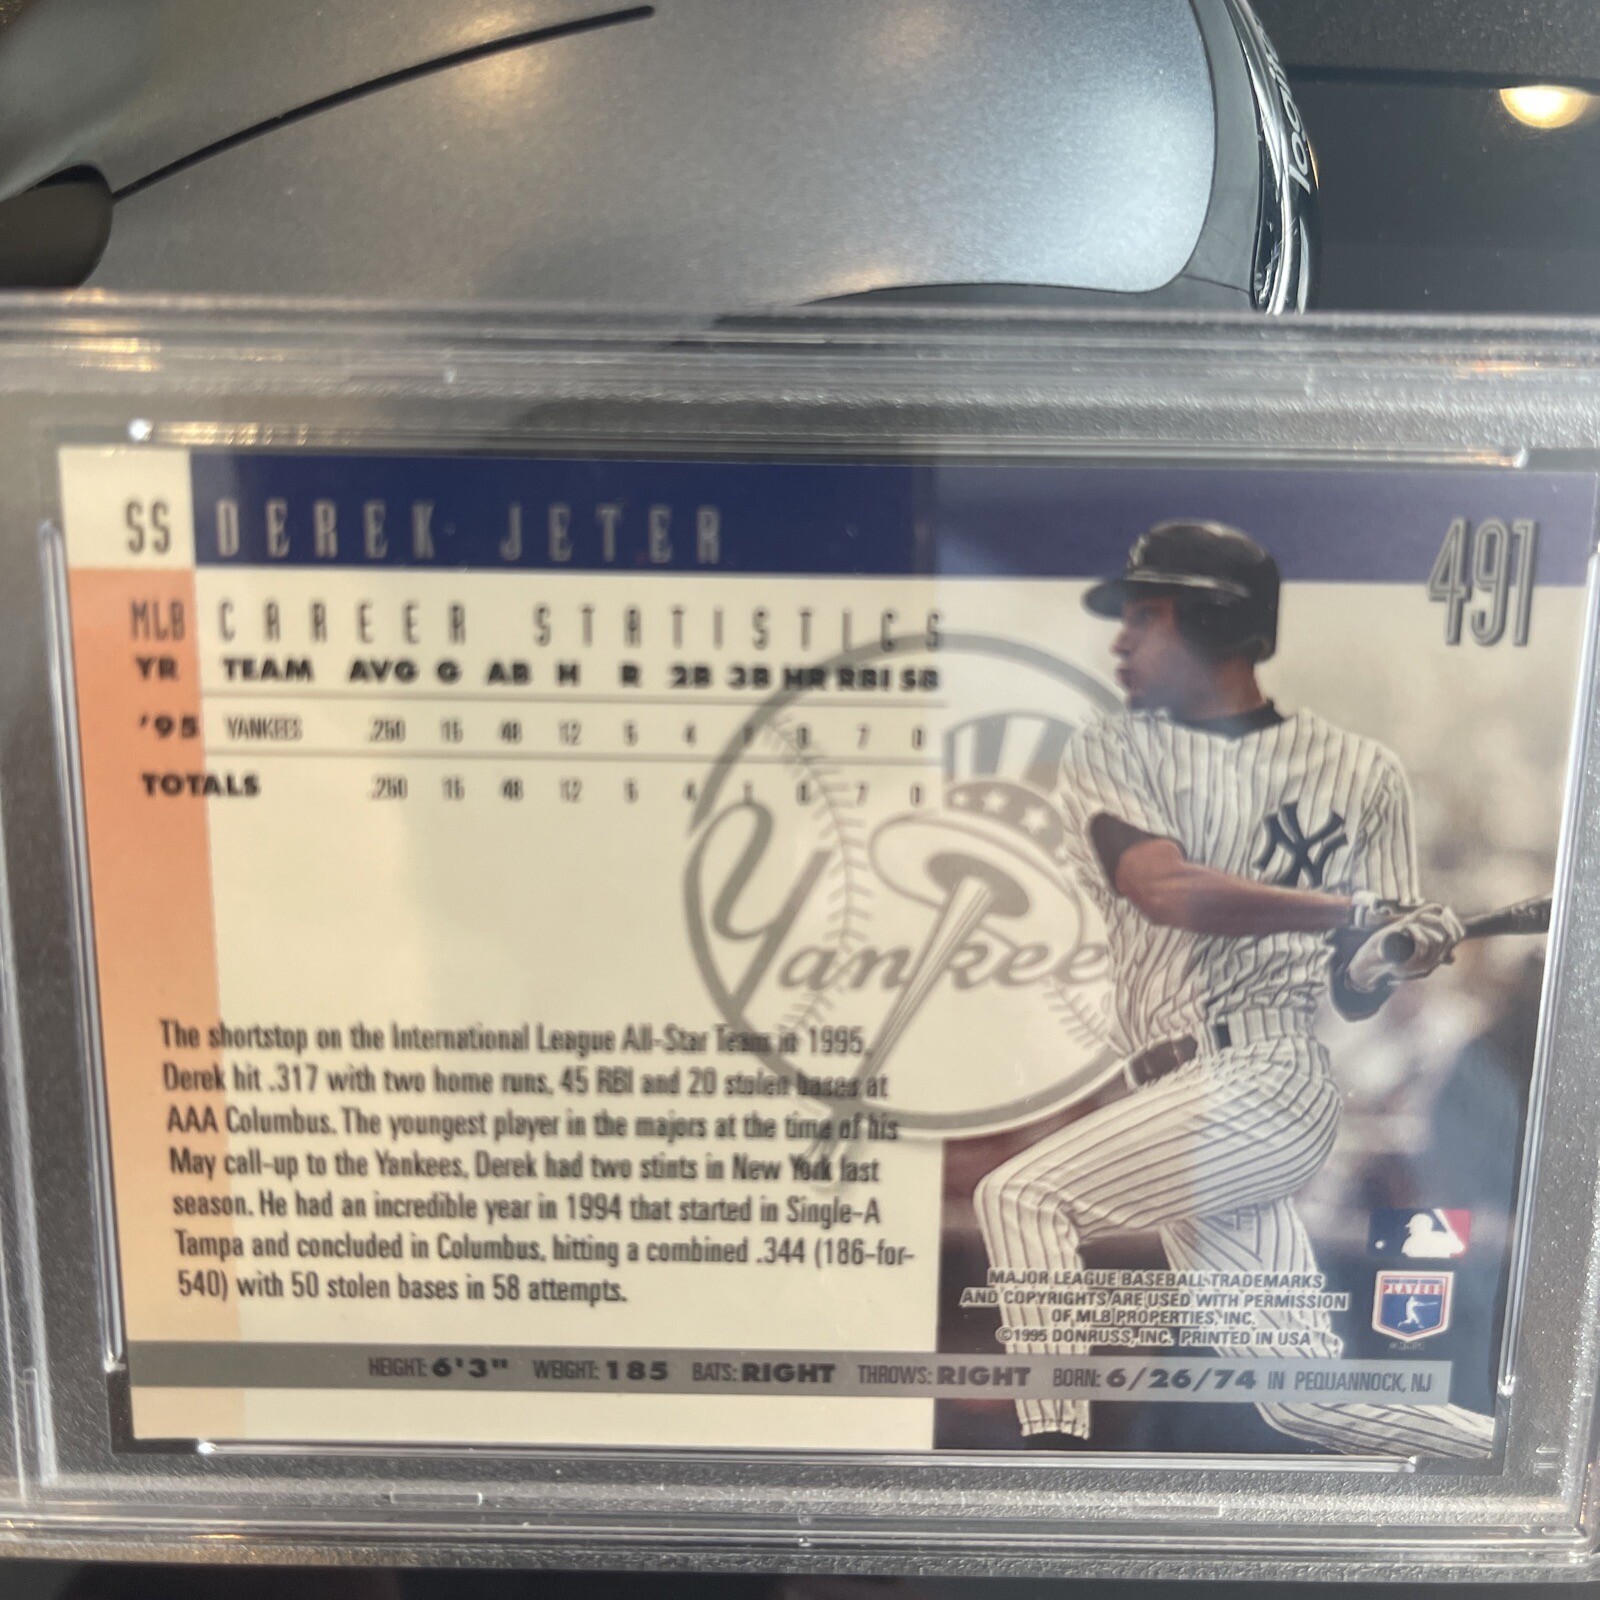 logitech
SS DEREK JETER 491
MLB CAREER STATISTICS
YR TEAM AVG G AB H R 2B 3B HR RBI SB
'95 YANKEES .250 15 48 12 5 4 1 0 7 0
TOTALS .250 15 48 12 5 4 1 0 7 0
NY
Yankees
The shortstop on the International League All-Star Team in 1995,
Derek hit .317 with two home runs, 45 RBI and 20 stolen bases at
AAA Columbus. The youngest player in the majors at the time of his
May call-up to the Yankees, Derek had two stints in New York last
season. He had an incredible year in 1994 that started in Single-A
Tampa and concluded in Columbus, hitting a combined .344 (186-for-
540) with 50 stolen bases in 58 attempts.
MAJOR LEAGUE BASEBALL TRADEMARKS
AND COPYRIGHTS ARE USED WITH PERMISSION
OF MLB PROPERTIES, INC.
©1995 DONRUSS, INC. PRINTED IN USA
PLAYERS
HEIGHT: 6'3" WEIGHT: 185 BATS: RIGHT THROWS: RIGHT BORN: 6/26/74 IN PEQUANNOCK, NJ